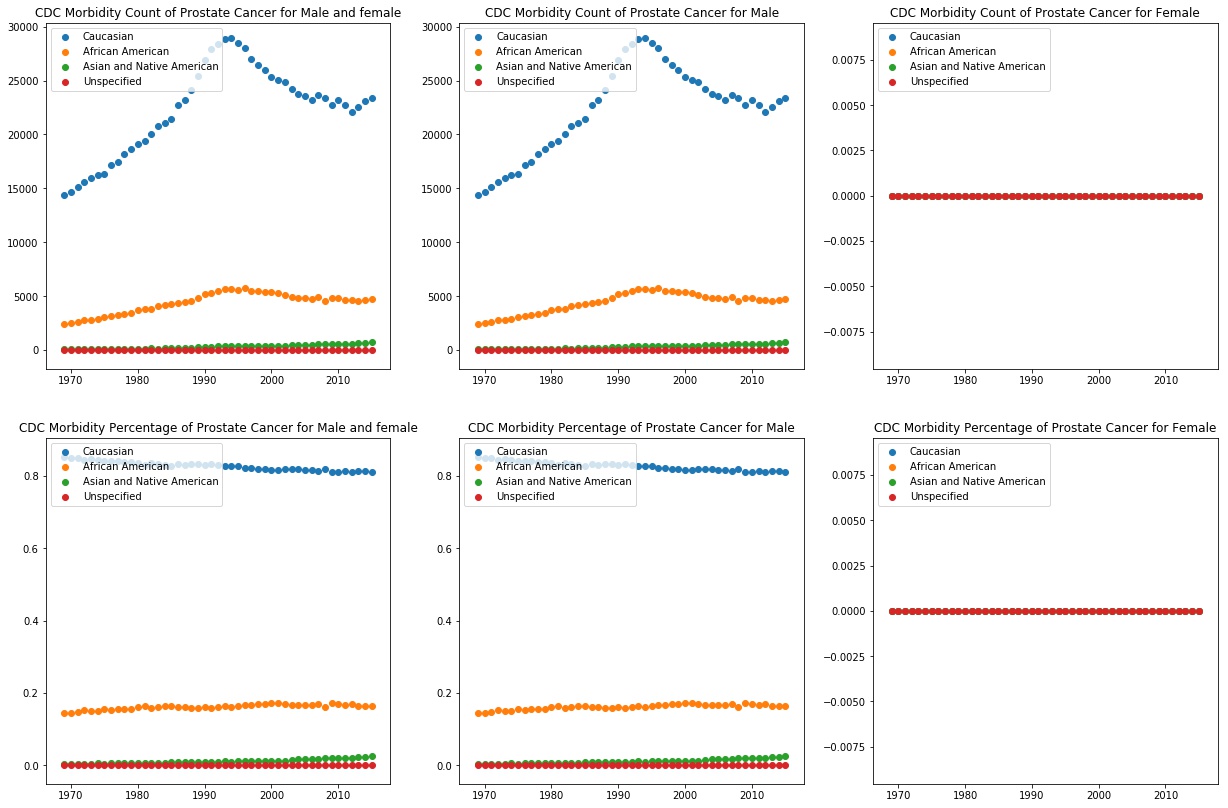 CDC Morbidity Count of Prostate Cancer for Male and female
30000
25000
20000
15000
10000
5000
0
Caucasian
African American
Asian and Native American
Unspecified
1970 1980 1990 2000 2010
CDC Morbidity Count of Prostate Cancer for Male
30000
25000
20000
15000
10000
5000
0
Caucasian
African American
Asian and Native American
Unspecified
1970 1980 1990 2000 2010
CDC Morbidity Count of Prostate Cancer for Female
0.0075
0.0050
0.0025
0.0000
−0.0025
−0.0050
−0.0075
Caucasian
African American
Asian and Native American
Unspecified
1970 1980 1990 2000 2010
CDC Morbidity Percentage of Prostate Cancer for Male and female
0.8
0.6
0.4
0.2
0.0
Caucasian
African American
Asian and Native American
Unspecified
1970 1980 1990 2000 2010
CDC Morbidity Percentage of Prostate Cancer for Male
0.8
0.6
0.4
0.2
0.0
Caucasian
African American
Asian and Native American
Unspecified
1970 1980 1990 2000 2010
CDC Morbidity Percentage of Prostate Cancer for Female
0.0075
0.0050
0.0025
0.0000
−0.0025
−0.0050
−0.0075
Caucasian
African American
Asian and Native American
Unspecified
1970 1980 1990 2000 2010